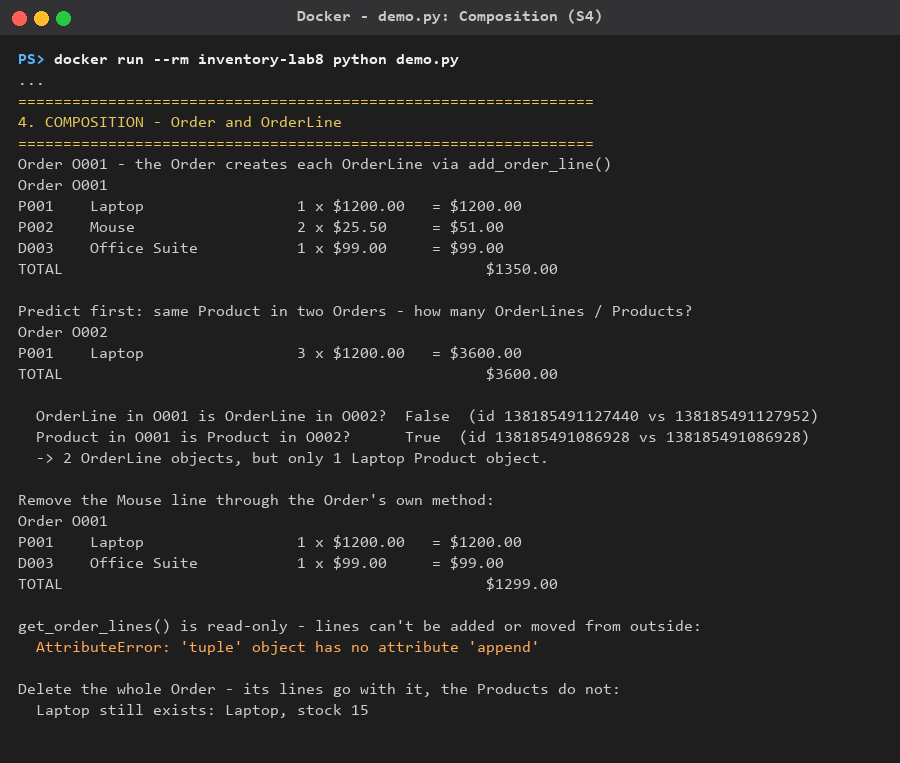 Docker - demo.py: Composition (S4)
PS> docker run --rm inventory-lab8 python demo.py
...
================================================================
4. COMPOSITION - Order and OrderLine
================================================================
Order O001 - the Order creates each OrderLine via add_order_line()
Order O001
P001    Laptop                 1 x $1200.00   = $1200.00
P002    Mouse                  2 x $25.50     = $51.00
D003    Office Suite           1 x $99.00     = $99.00
TOTAL                                               $1350.00
Predict first: same Product in two Orders - how many OrderLines / Products?
Order O002
P001    Laptop                 3 x $1200.00   = $3600.00
TOTAL                                               $3600.00
  OrderLine in O001 is OrderLine in O002?  False  (id 138185491127440 vs 138185491127952)
  Product in O001 is Product in O002?      True  (id 138185491086928 vs 138185491086928)
  -> 2 OrderLine objects, but only 1 Laptop Product object.
Remove the Mouse line through the Order's own method:
Order O001
P001    Laptop                 1 x $1200.00   = $1200.00
D003    Office Suite           1 x $99.00     = $99.00
TOTAL                                               $1299.00
get_order_lines() is read-only - lines can't be added or moved from outside:
  AttributeError: 'tuple' object has no attribute 'append'
Delete the whole Order - its lines go with it, the Products do not:
  Laptop still exists: Laptop, stock 15